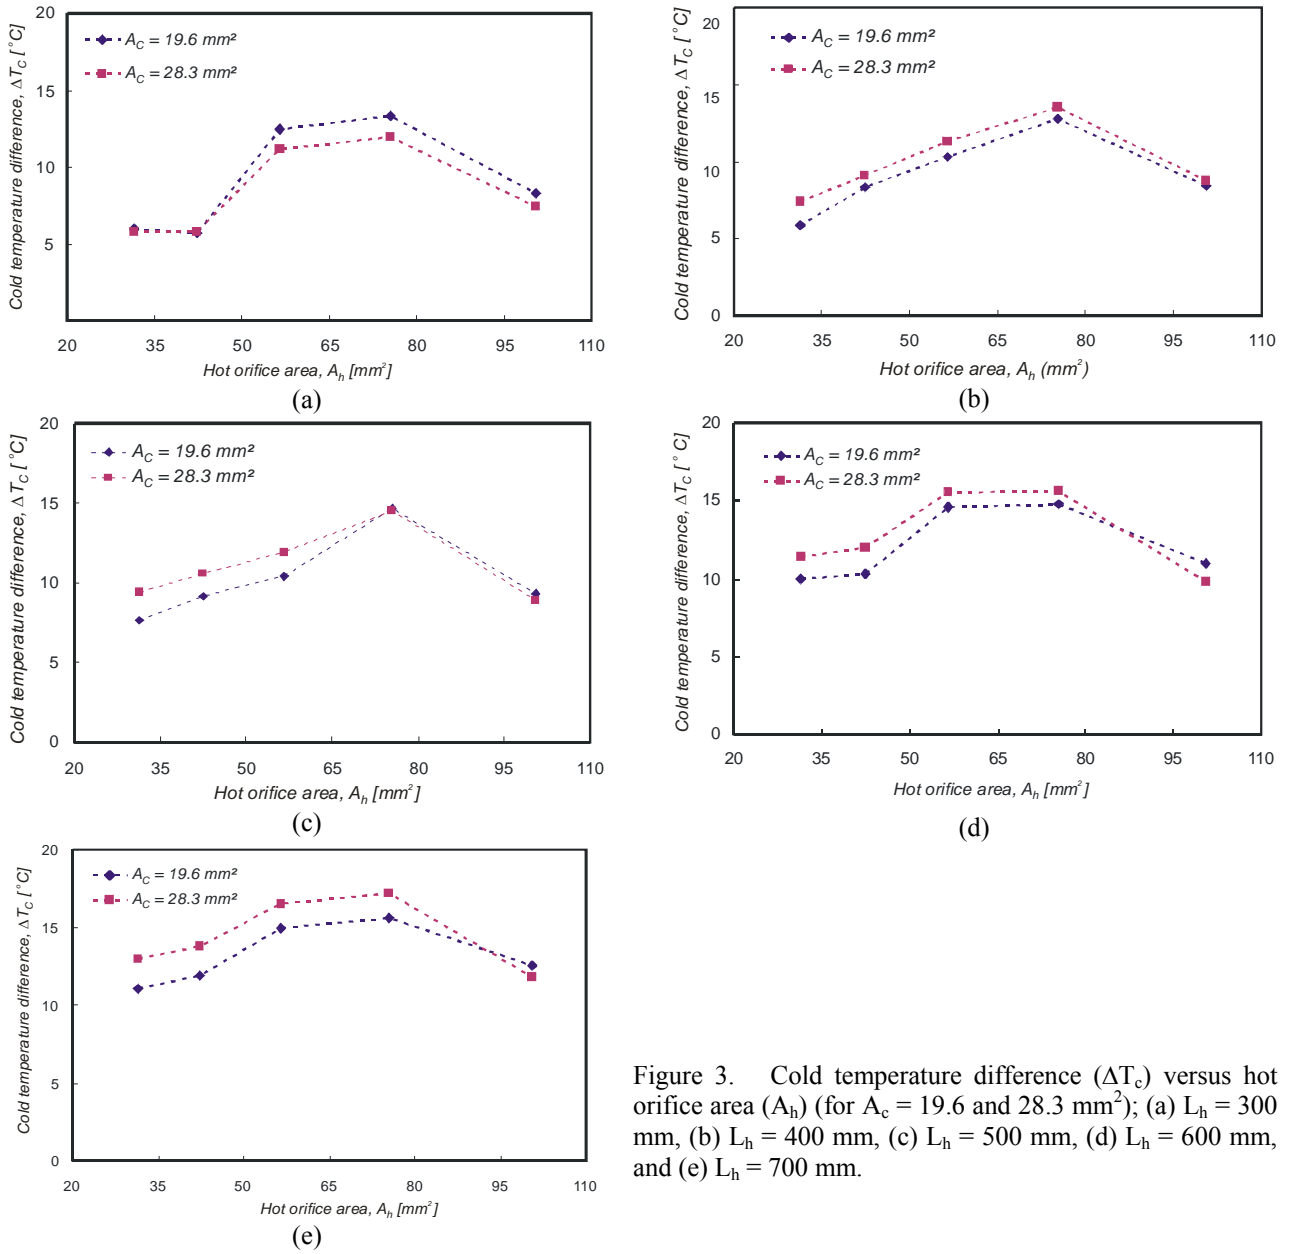 20
15
10
5
Cold temperature difference, ΔT_C [°C]
A_C = 19.6 mm²
A_C = 28.3 mm²
20 35 50 65 80 95 110
Hot orifice area, A_h [mm²]
(a)
20
15
10
5
0
Cold temperature difference, ΔT_C [°C]
A_C = 19.6 mm²
A_C = 28.3 mm²
20 35 50 65 80 95 110
Hot orifice area, A_h (mm²)
(b)
20
15
10
5
0
Cold temperature difference, ΔT_C [°C]
A_C = 19.6 mm²
A_C = 28.3 mm²
20 35 50 65 80 95 110
Hot orifice area, A_h [mm²]
(c)
20
15
10
5
0
Cold temperature difference, ΔT_C [°C]
A_C = 19.6 mm²
A_C = 28.3 mm²
20 35 50 65 80 95 110
Hot orifice area, A_h [mm²]
(d)
20
15
10
5
0
Cold temperature difference, ΔT_C [°C]
A_C = 19.6 mm²
A_C = 28.3 mm²
20 35 50 65 80 95 110
Hot orifice area, A_h [mm²]
(e)
Figure 3. Cold temperature difference (ΔT_c) versus hot
orifice area (A_h) (for A_c = 19.6 and 28.3 mm²); (a) L_h = 300
mm, (b) L_h = 400 mm, (c) L_h = 500 mm, (d) L_h = 600 mm,
and (e) L_h = 700 mm.